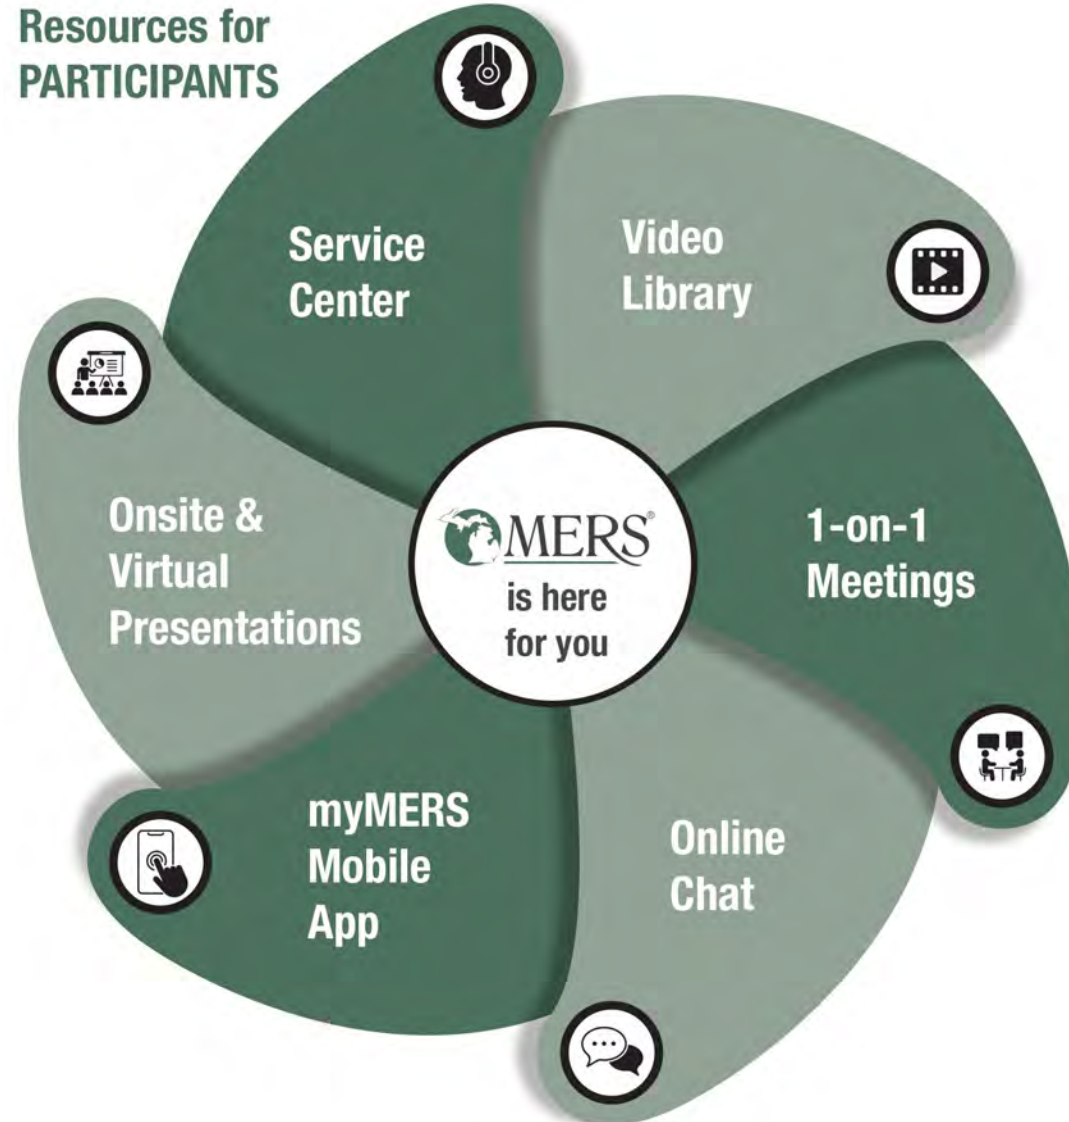 Resources for
PARTICIPANTS
Service
Center
Video
Library
1-on-1
Meetings
Online
Chat
myMERS
Mobile
App
Onsite &
Virtual
Presentations
MERS®
is here
for you